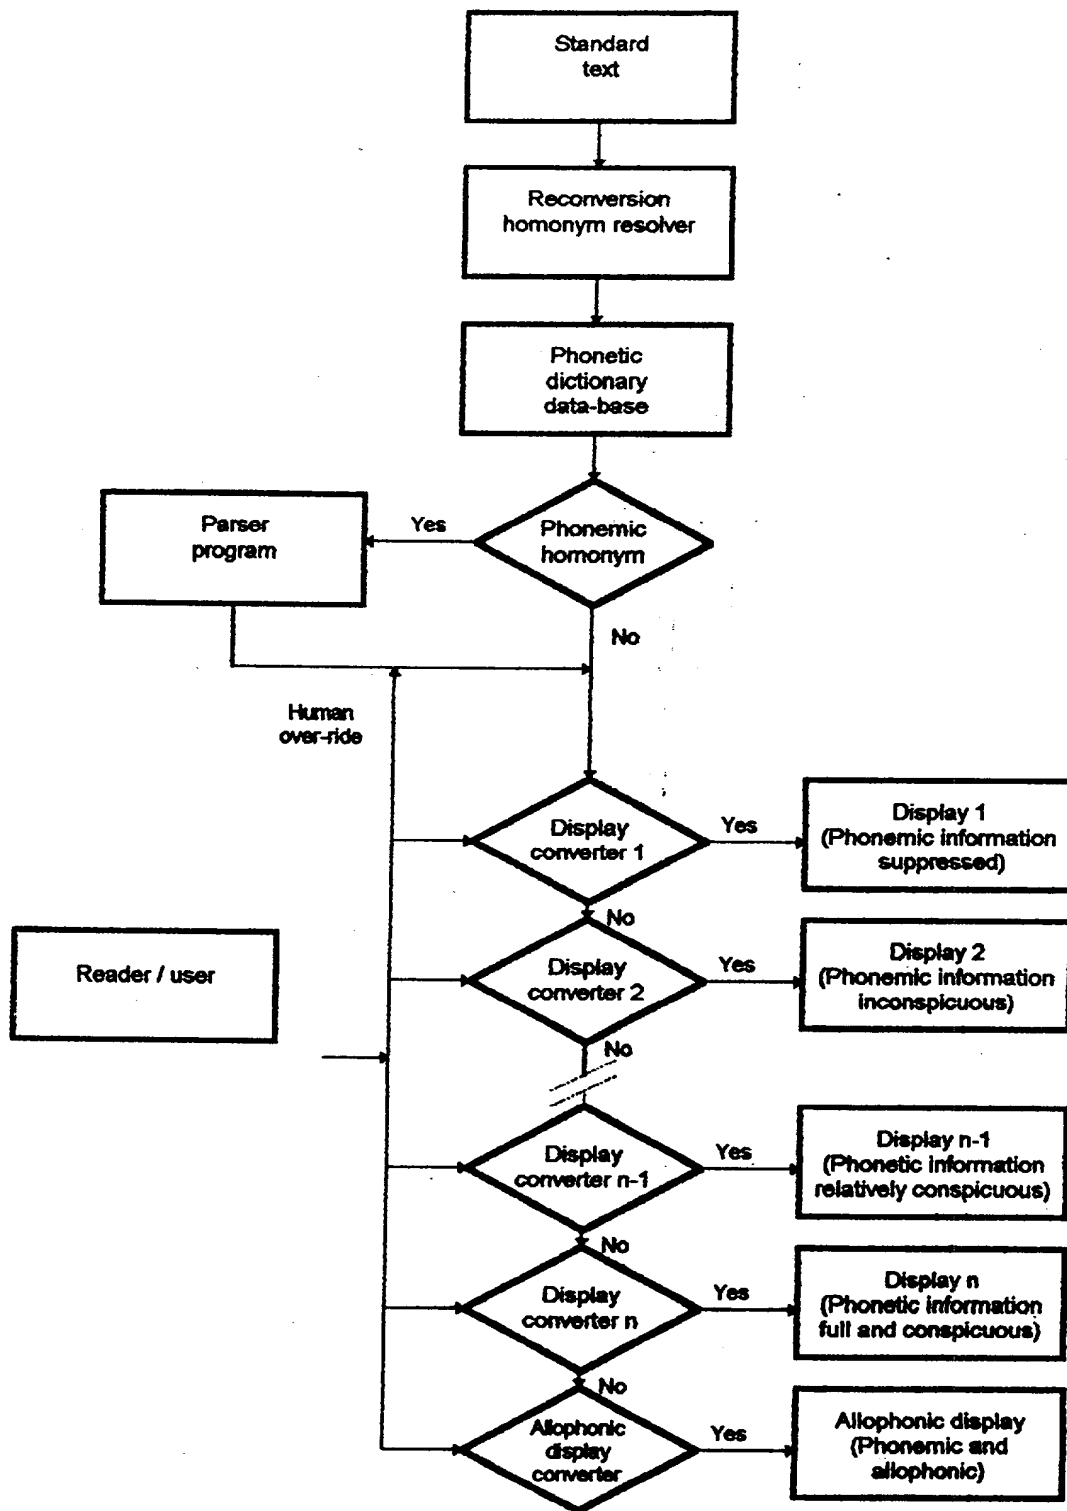 Standard
text
Reconversion
homonym resolver
Phonetic
dictionary
data-base
Parser
program
Yes
Phonemic
homonym
No
Human
over-ride
Display
converter 1
Yes
Display 1
(Phonemic information
suppressed)
No
Reader / user
Display
converter 2
Yes
Display 2
(Phonemic information
inconspicuous)
No
Display
converter n-1
Yes
Display n-1
(Phonetic information
relatively conspicuous)
No
Display
converter n
Yes
Display n
(Phonetic information
full and conspicuous)
No
Allophonic
display
converter
Yes
Allophonic display
(Phonemic and
allophonic)